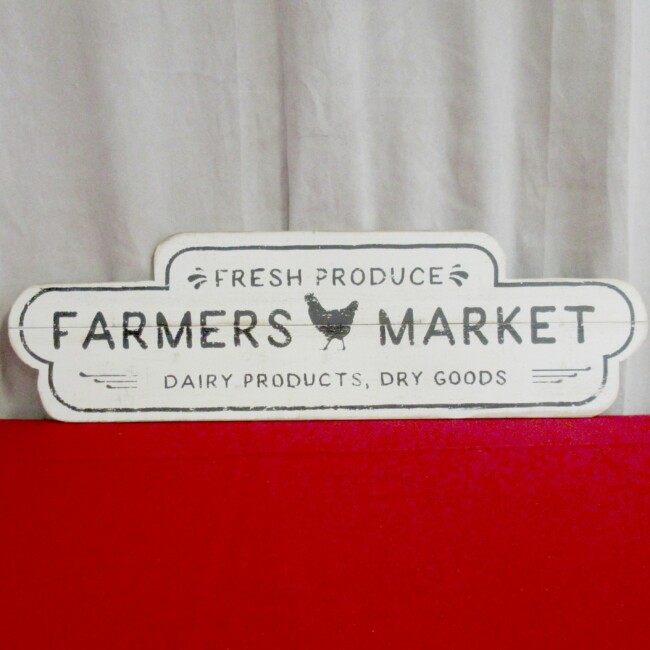 FRESH PRODUCE
FARMERS MARKET
DAIRY PRODUCTS, DRY GOODS